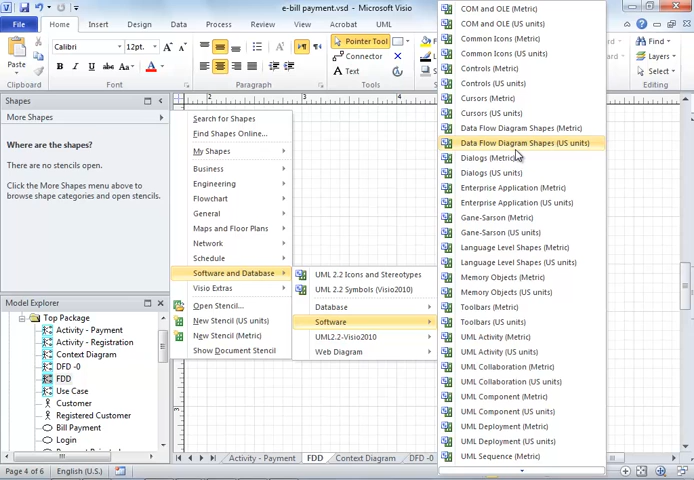 e-bill payment.vsd - Microsoft Visio
File
Home
Insert
Design
Data
Process
Review
View
Acrobat
UML
Paste
Clipboard
Calibri
12pt.
Font
Paragraph
Pointer Tool
Connector
Text
Find
Layers
Select
Editing
Shapes
More Shapes
Where are the shapes?
There are no stencils open.
Click the More Shapes menu above to
browse shape categories and open stencils.
Search for Shapes
Find Shapes Online...
My Shapes
Business
Engineering
Flowchart
General
Maps and Floor Plans
Network
Schedule
Software and Database
Visio Extras
Open Stencil...
New Stencil (US units)
New Stencil (Metric)
Show Document Stencil
UML 2.2 Icons and Stereotypes
UML 2.2 Symbols (Visio2010)
Database
Software
UML2.2-Visio2010
Web Diagram
COM and OLE (Metric)
COM and OLE (US units)
Common Icons (Metric)
Common Icons (US units)
Controls (Metric)
Controls (US units)
Cursors (Metric)
Cursors (US units)
Data Flow Diagram Shapes (Metric)
Data Flow Diagram Shapes (US units)
Dialogs (Metric)
Dialogs (US units)
Enterprise Application (Metric)
Enterprise Application (US units)
Gane-Sarson (Metric)
Gane-Sarson (US units)
Language Level Shapes (Metric)
Language Level Shapes (US units)
Memory Objects (Metric)
Memory Objects (US units)
Toolbars (Metric)
Toolbars (US units)
UML Activity (Metric)
UML Activity (US units)
UML Collaboration (Metric)
UML Collaboration (US units)
UML Component (Metric)
UML Component (US units)
UML Deployment (Metric)
UML Deployment (US units)
UML Sequence (Metric)
Model Explorer
Top Package
Activity - Payment
Activity - Registration
Context Diagram
DFD -0
FDD
Use Case
Customer
Registered Customer
Bill Payment
Login
Activity - Payment
FDD
Context Diagram
DFD -0
Page 4 of 6
English (U.S.)